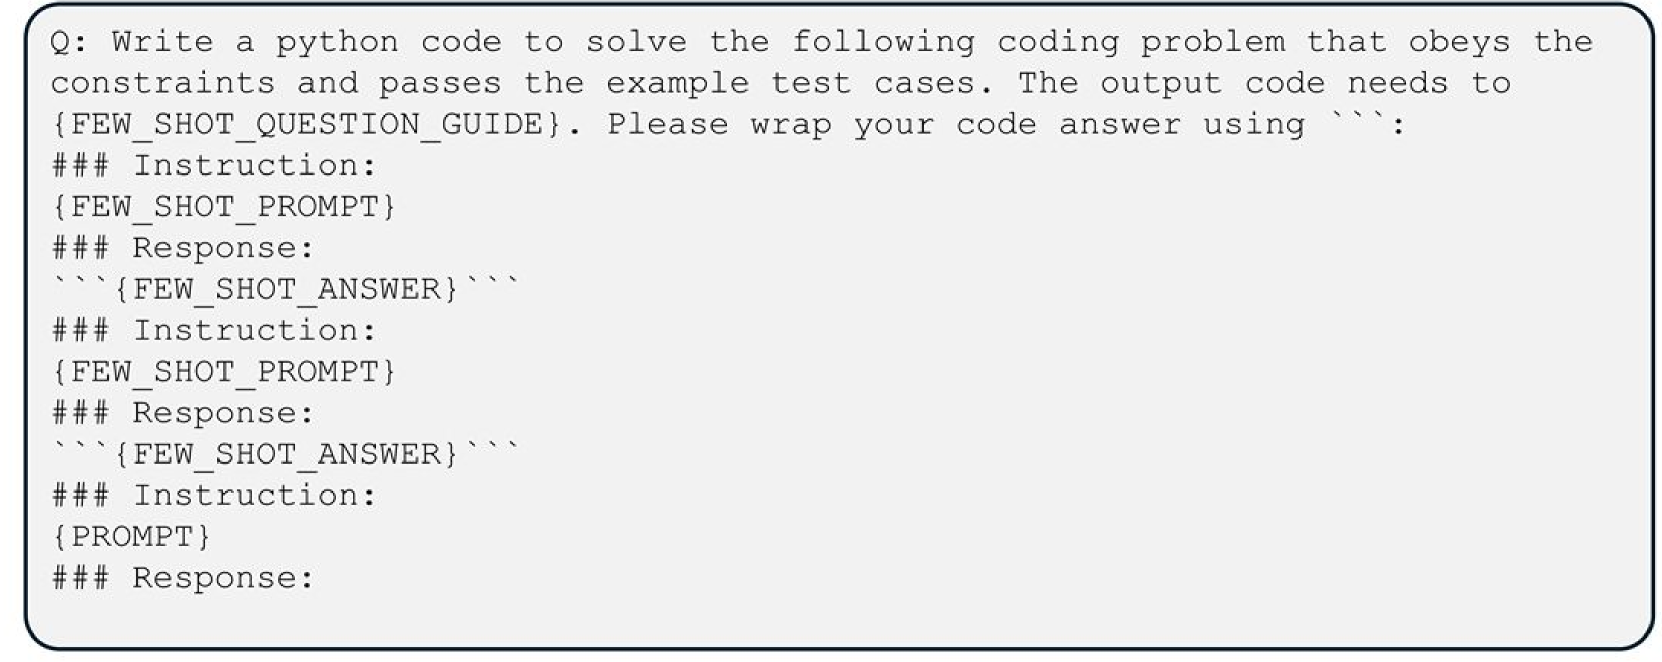 Q: Write a python code to solve the following coding problem that obeys the
constraints and passes the example test cases. The output code needs to
{FEW_SHOT_QUESTION_GUIDE}. Please wrap your code answer using ```:
### Instruction:
{FEW_SHOT_PROMPT}
### Response:
```{FEW_SHOT_ANSWER}```
### Instruction:
{FEW_SHOT_PROMPT}
### Response:
```{FEW_SHOT_ANSWER}```
### Instruction:
{PROMPT}
### Response: